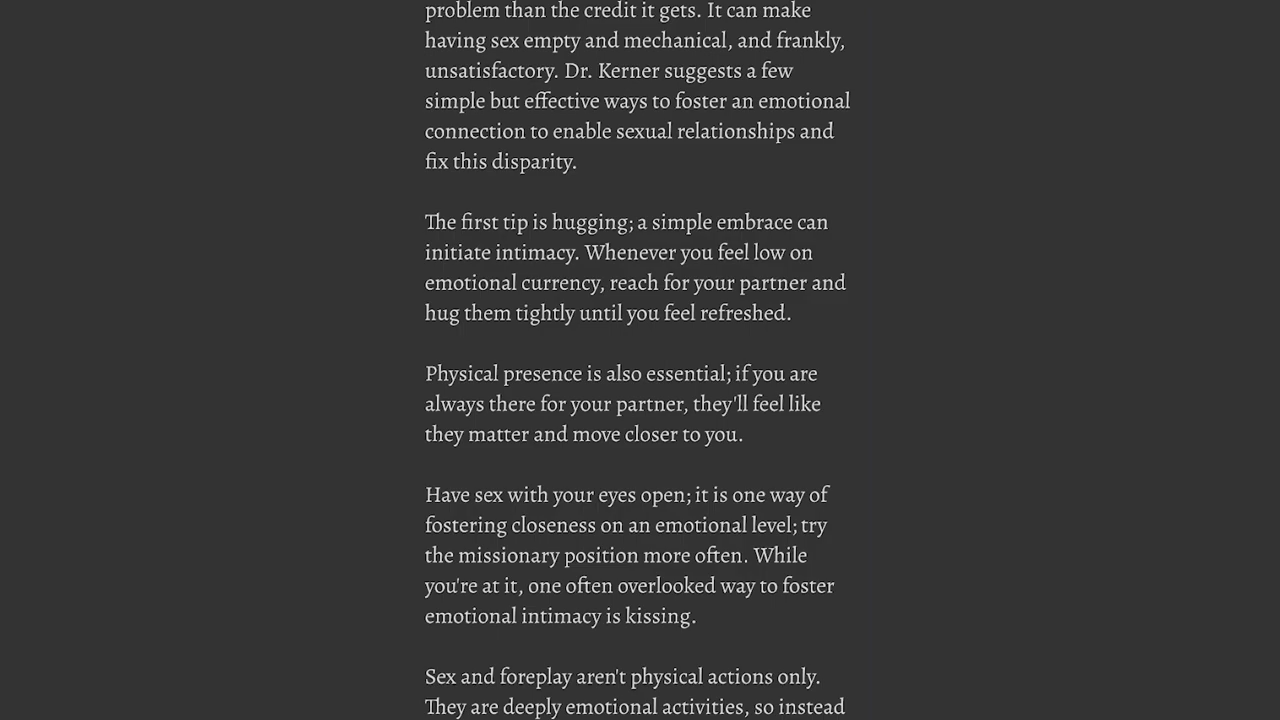 problem than the credit it gets. It can make
having sex empty and mechanical, and frankly,
unsatisfactory. Dr. Kerner suggests a few
simple but effective ways to foster an emotional
connection to enable sexual relationships and
fix this disparity.
The first tip is hugging; a simple embrace can
initiate intimacy. Whenever you feel low on
emotional currency, reach for your partner and
hug them tightly until you feel refreshed.
Physical presence is also essential; if you are
always there for your partner, they'll feel like
they matter and move closer to you.
Have sex with your eyes open; it is one way of
fostering closeness on an emotional level; try
the missionary position more often. While
you're at it, one often overlooked way to foster
emotional intimacy is kissing.
Sex and foreplay aren't physical actions only.
They are deeply emotional activities, so instead